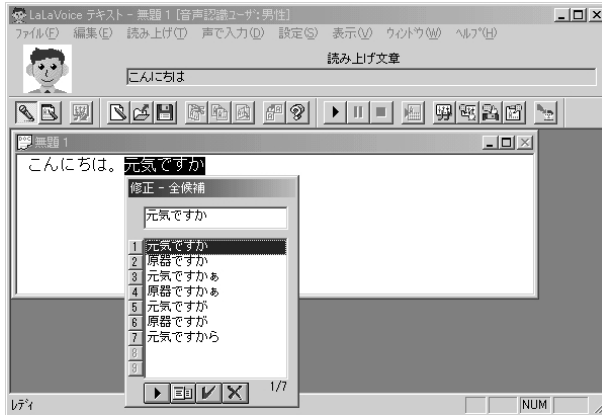 LaLaVoice テキスト - 無題 1 [音声認識ユーザ:男性]
ファイル(F) 編集(E) 読み上げ(T) 声で入力(D) 設定(S) 表示(V) ウィンドウ(W) ヘルプ(H)
読み上げ文章
こんにちは
無題 1
こんにちは。元気ですか
修正 - 全候補
元気ですか
1 元気ですか
2 原器ですか
3 元気ですかぁ
4 原器ですかぁ
5 元気ですが
6 原器ですが
7 元気ですから
8
9
1/7
レディ
NUM